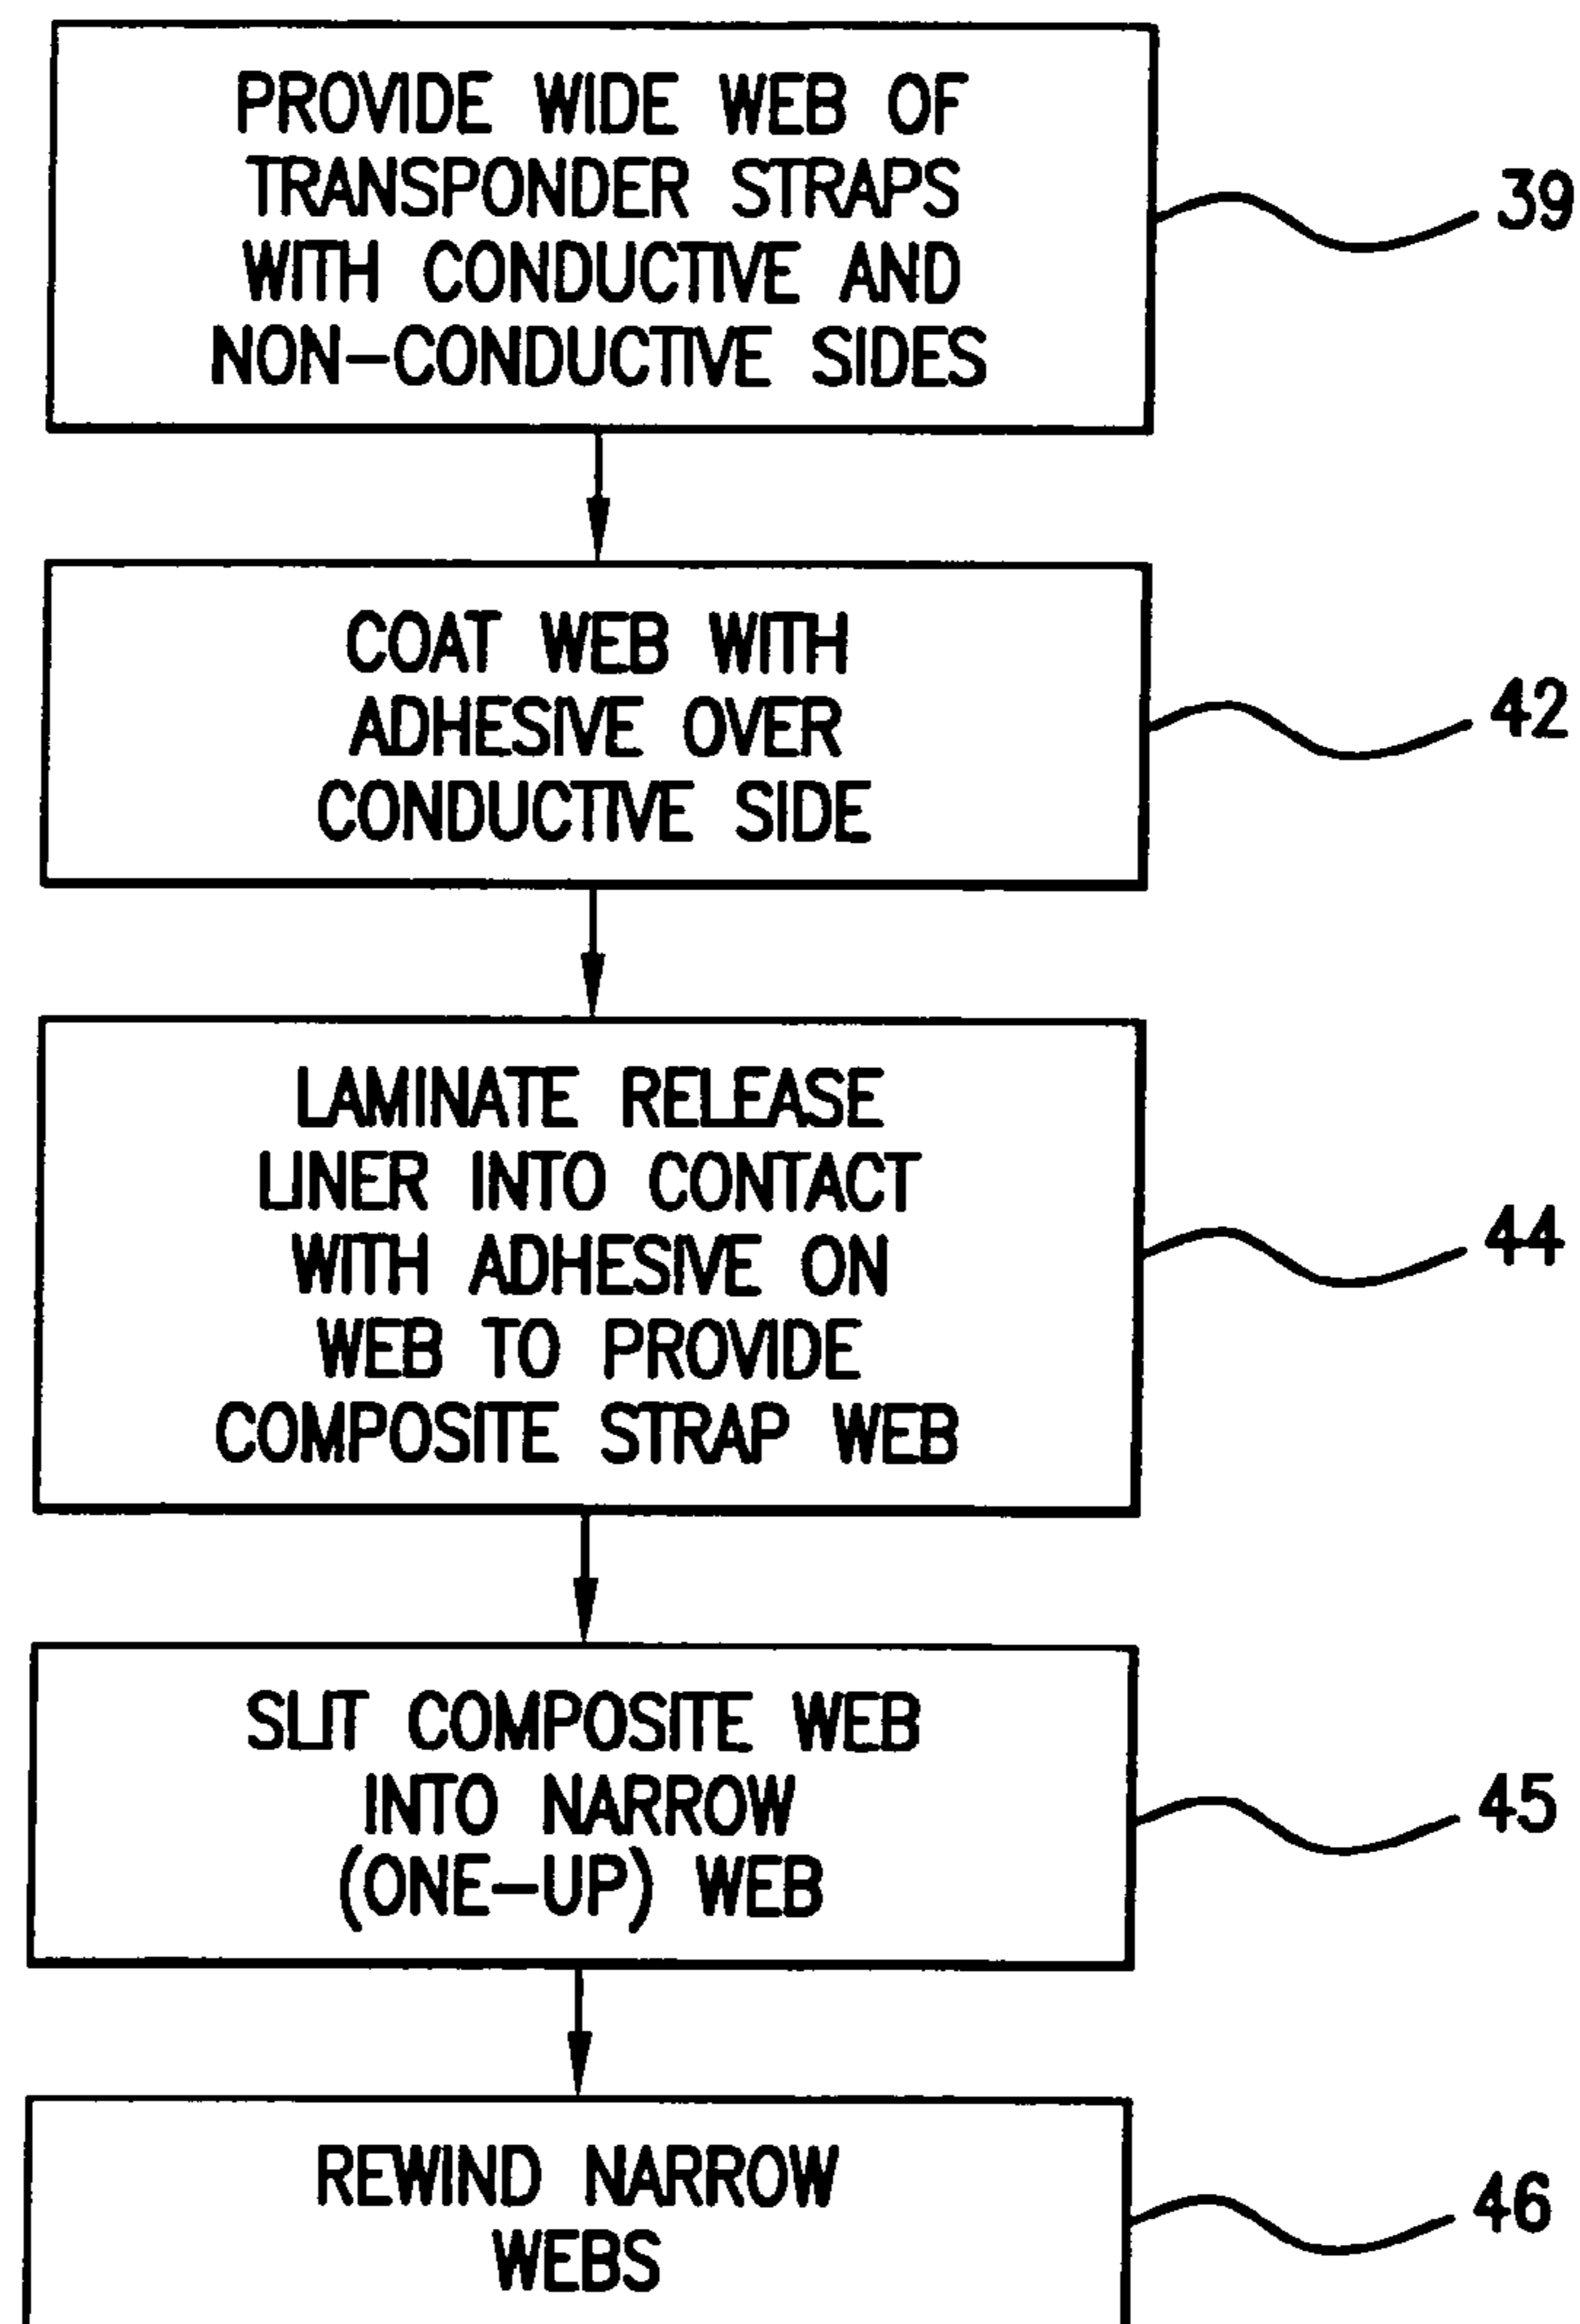 PROVIDE WIDE WEB OF
TRANSPONDER STRAPS
WITH CONDUCTIVE AND
NON-CONDUCTIVE SIDES
39
COAT WEB WITH
ADHESIVE OVER
CONDUCTIVE SIDE
42
LAMINATE RELEASE
LINER INTO CONTACT
WITH ADHESIVE ON
WEB TO PROVIDE
COMPOSITE STRAP WEB
44
SLIT COMPOSITE WEB
INTO NARROW
(ONE-UP) WEB
45
REWIND NARROW
WEBS
46